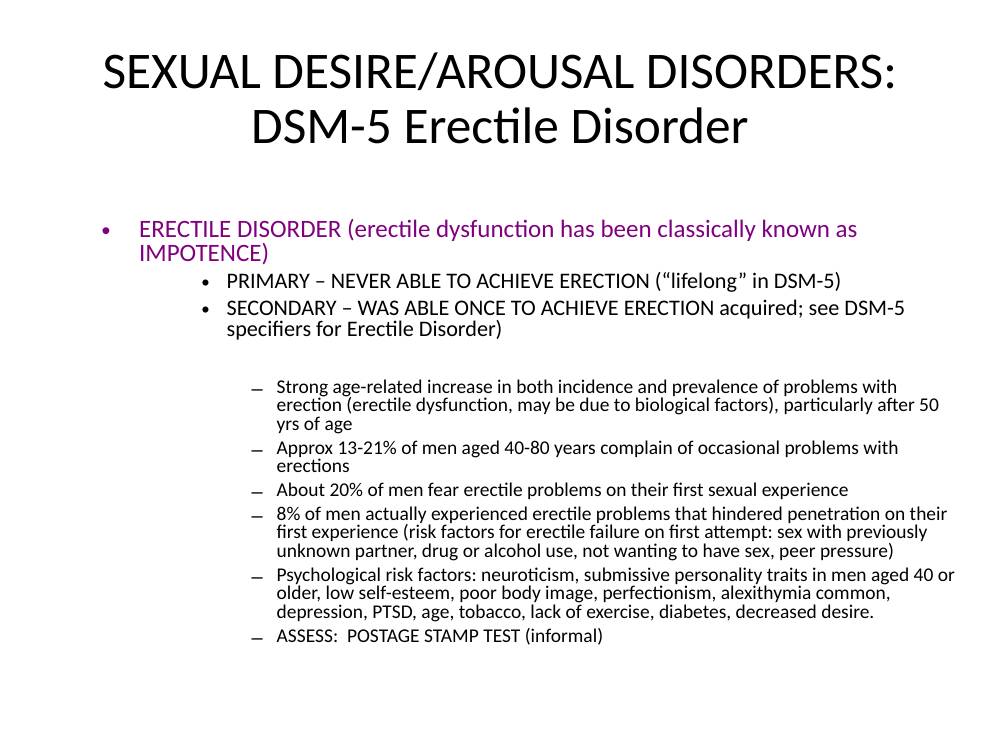 SEXUAL DESIRE/AROUSAL DISORDERS:
DSM-5 Erectile Disorder
• ERECTILE DISORDER (erectile dysfunction has been classically known as
IMPOTENCE)
• PRIMARY – NEVER ABLE TO ACHIEVE ERECTION (“lifelong” in DSM-5)
• SECONDARY – WAS ABLE ONCE TO ACHIEVE ERECTION acquired; see DSM-5
specifiers for Erectile Disorder)
– Strong age-related increase in both incidence and prevalence of problems with
erection (erectile dysfunction, may be due to biological factors), particularly after 50
yrs of age
– Approx 13-21% of men aged 40-80 years complain of occasional problems with
erections
– About 20% of men fear erectile problems on their first sexual experience
– 8% of men actually experienced erectile problems that hindered penetration on their
first experience (risk factors for erectile failure on first attempt: sex with previously
unknown partner, drug or alcohol use, not wanting to have sex, peer pressure)
– Psychological risk factors: neuroticism, submissive personality traits in men aged 40 or
older, low self-esteem, poor body image, perfectionism, alexithymia common,
depression, PTSD, age, tobacco, lack of exercise, diabetes, decreased desire.
– ASSESS:  POSTAGE STAMP TEST (informal)